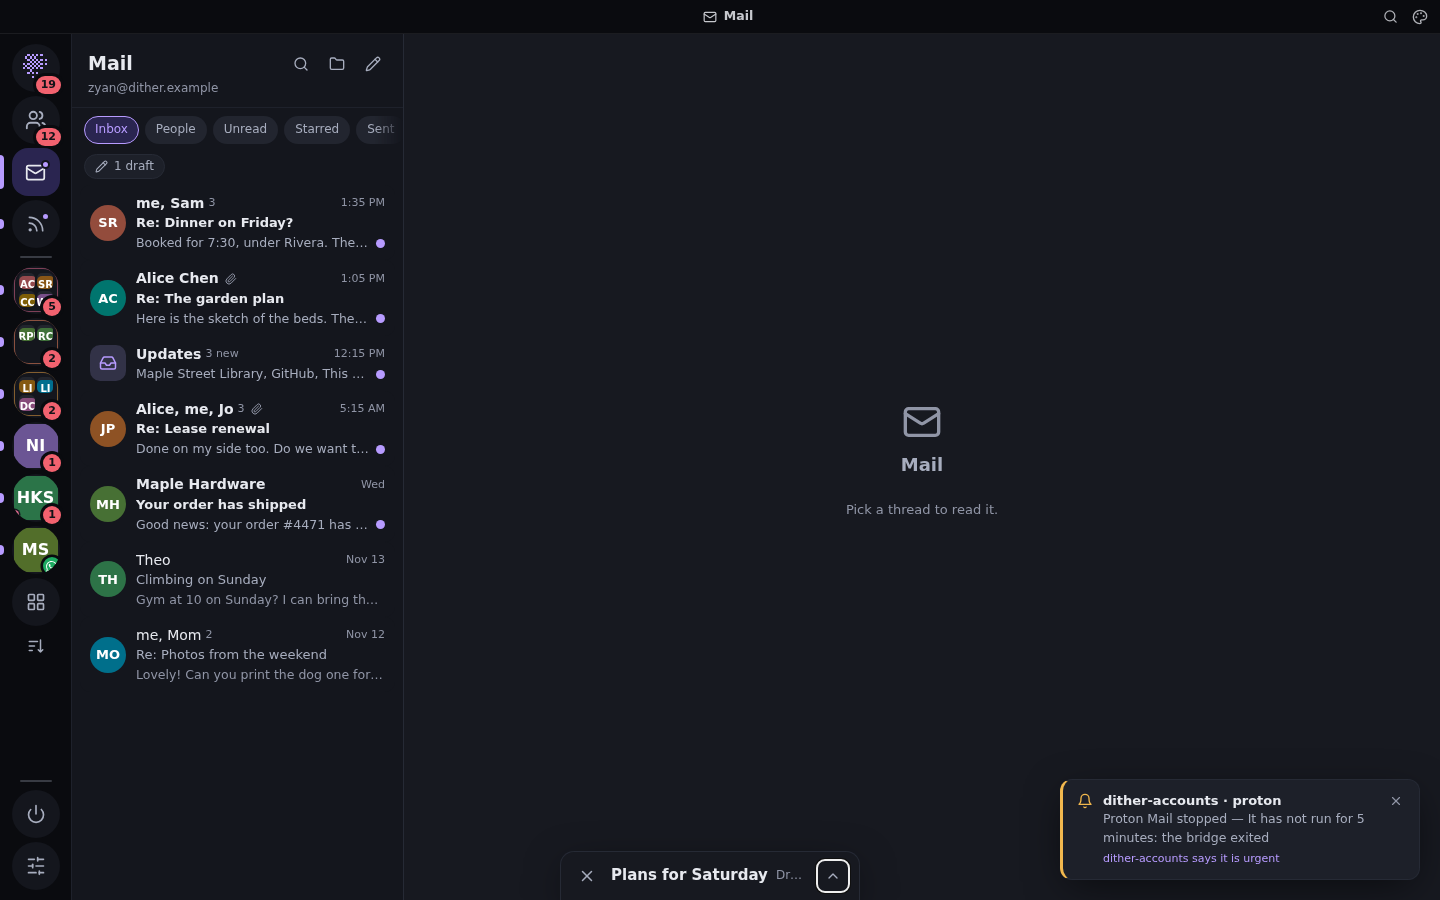 Mail
19
12
AC SR
CC
5
RP RC
2
LI LI
DC
2
NI
1
HKS
1
MS
Mail
zyan@dither.example
Inbox People Unread Starred Sent
1 draft
SR
me, Sam 3 1:35 PM
Re: Dinner on Friday?
Booked for 7:30, under Rivera. The…
AC
Alice Chen 1:05 PM
Re: The garden plan
Here is the sketch of the beds. The…
Updates 3 new 12:15 PM
Maple Street Library, GitHub, This …
JP
Alice, me, Jo 3 5:15 AM
Re: Lease renewal
Done on my side too. Do we want t…
MH
Maple Hardware Wed
Your order has shipped
Good news: your order #4471 has …
TH
Theo Nov 13
Climbing on Sunday
Gym at 10 on Sunday? I can bring th…
MO
me, Mom 2 Nov 12
Re: Photos from the weekend
Lovely! Can you print the dog one for…
Mail
Pick a thread to read it.
dither-accounts · proton
Proton Mail stopped — It has not run for 5
minutes: the bridge exited
dither-accounts says it is urgent
Plans for Saturday Dr…